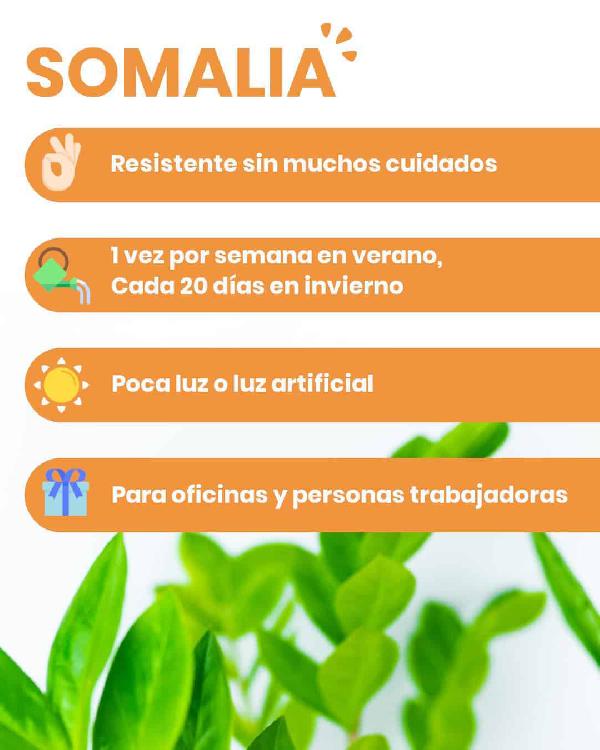 SOMALIA
Resistente sin muchos cuidados
1 vez por semana en verano,
Cada 20 días en invierno
Poca luz o luz artificial
Para oficinas y personas trabajadoras